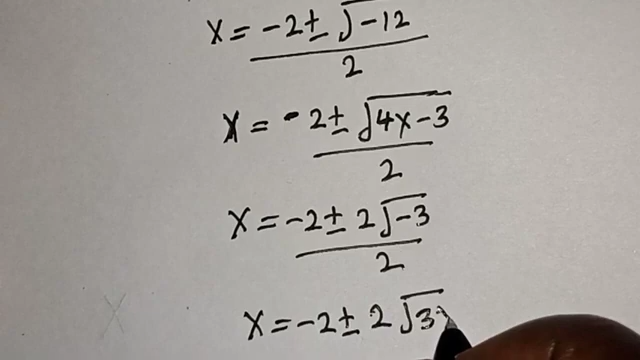 x = (-2 ± √-12) / 2
x = (-2 ± √4x-3) / 2
x = (-2 ± 2√-3) / 2
x = -2 ± 2√3